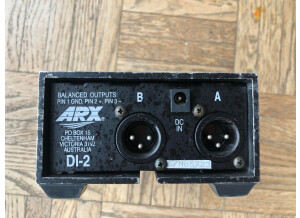 BALANCED OUTPUTS:
PIN 1 GND, PIN 2 +, PIN 3 -
ARX
B
A
DC
IN
PO BOX 15
CHELTENHAM
VICTORIA 3192
AUSTRALIA
DI-2